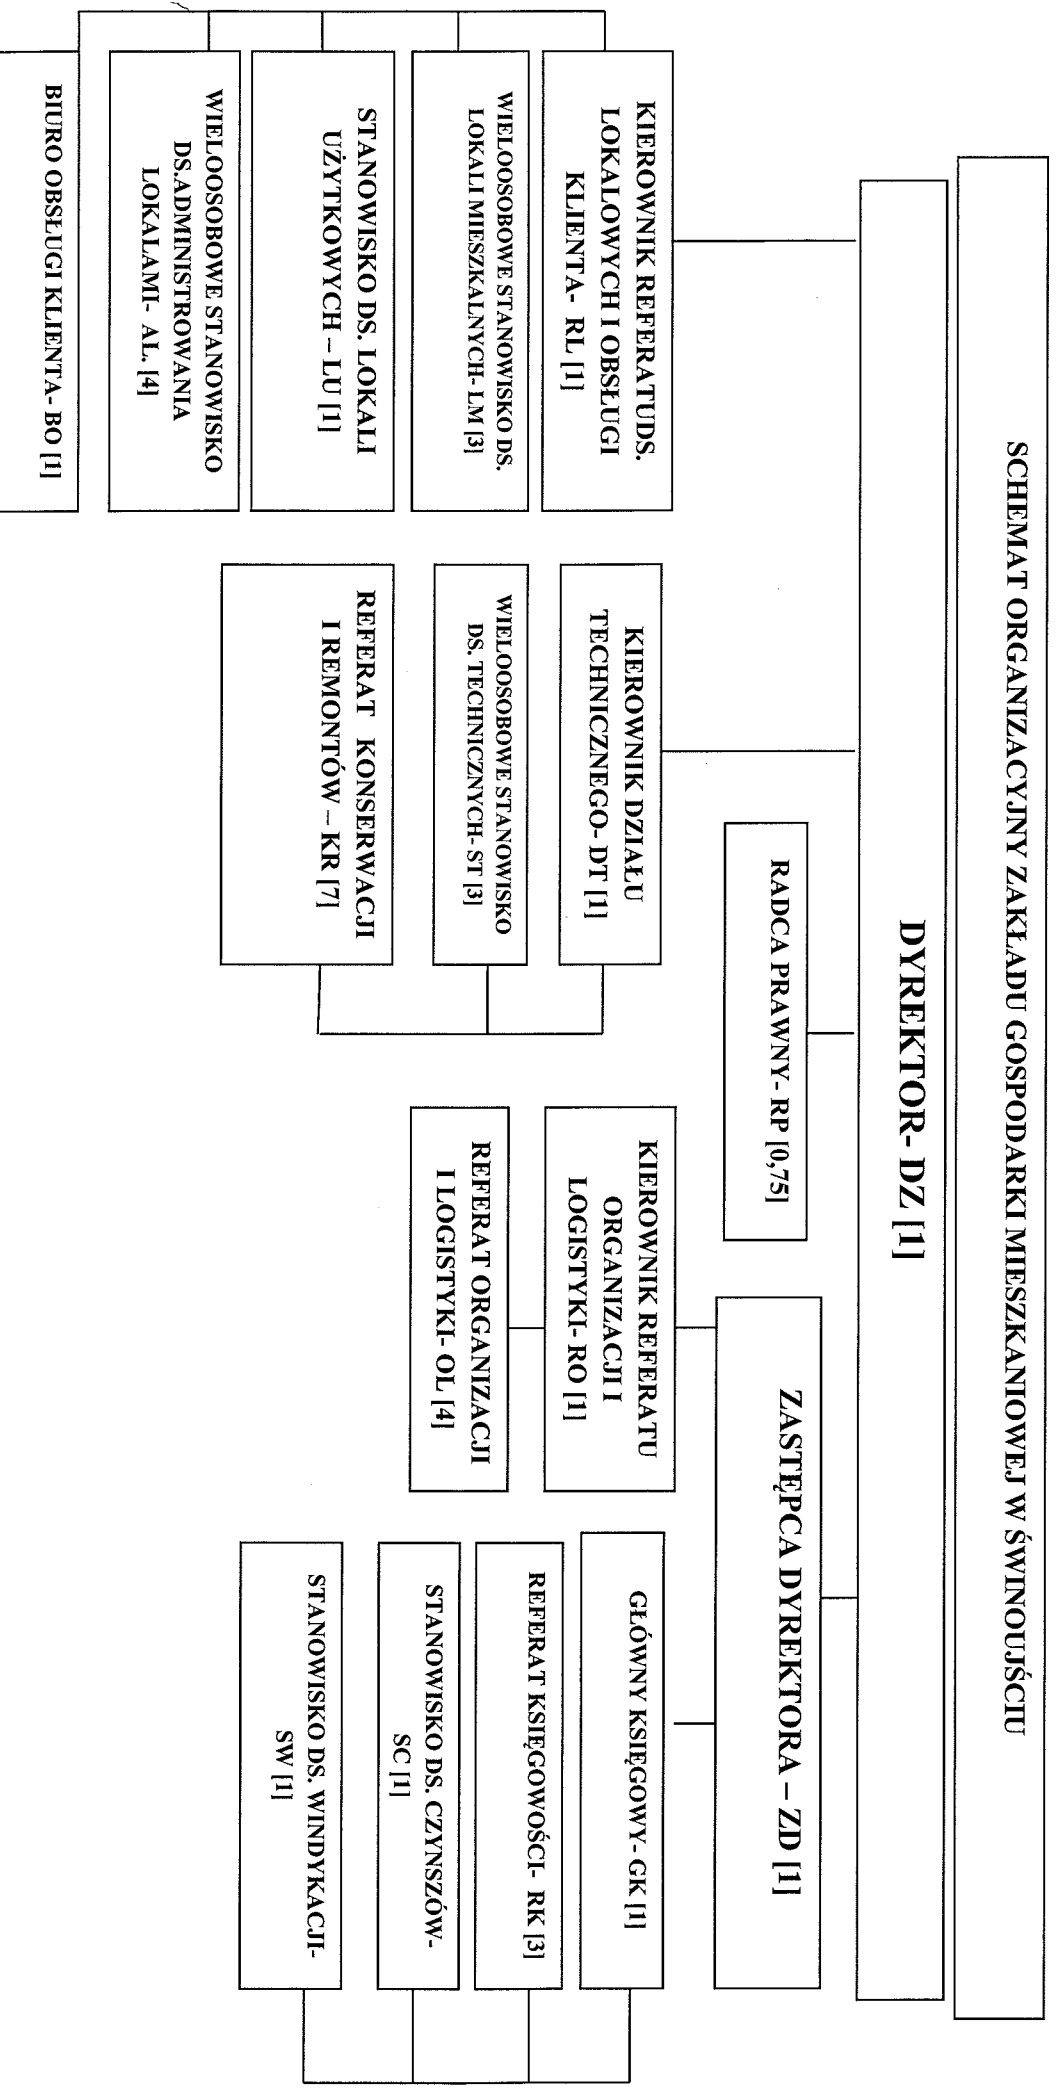 SCHEMAT ORGANIZACYJNY ZAKŁADU GOSPODARKI MIESZKANIOWEJ W ŚWINOUJŚCIU
DYREKTOR- DZ [1]
RADCA PRAWNY- RP [0,75]
ZASTĘPCA DYREKTORA – ZD [1]
KIEROWNIK REFERATUDS.
LOKALOWYCH I OBSŁUGI
KLIENTA- RL [1]
WIELOOSOBOWE STANOWISKO DS.
LOKALI MIESZKALNYCH- LM [3]
STANOWISKO DS. LOKALI
UŻYTKOWYCH – LU [1]
WIELOOSOBOWE STANOWISKO
DS.ADMINISTROWANIA
LOKALAMI- AL. [4]
BIURO OBSŁUGI KLIENTA- BO [1]
KIEROWNIK DZIAŁU
TECHNICZNEGO- DT [1]
WIELOOSOBOWE STANOWISKO
DS. TECHNICZNYCH- ST [3]
REFERAT KONSERWACJI
I REMONTÓW – KR [7]
KIEROWNIK REFERATU
ORGANIZACJI I
LOGISTYKI- RO [1]
REFERAT ORGANIZACJI
I LOGISTYKI- OL [4]
GŁÓWNY KSIĘGOWY- GK [1]
REFERAT KSIĘGOWOŚCI- RK [3]
STANOWISKO DS. CZYNSZÓW-
SC [1]
STANOWISKO DS. WINDYKACJI-
SW [1]